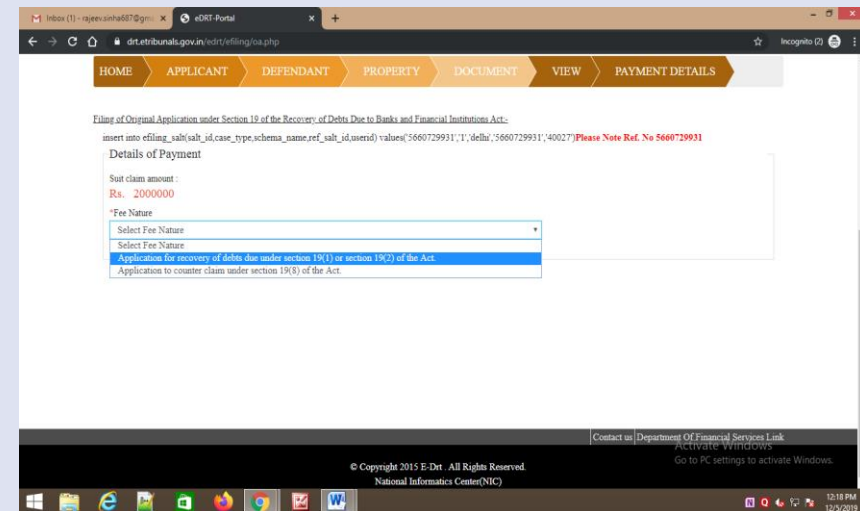 Inbox (1) - rajeev.sinha687@gma
eDRT-Portal
drt.etribunals.gov.in/edrt/efiling/oa.php
Incognito (2)
HOME
APPLICANT
DEFENDANT
PROPERTY
DOCUMENT
VIEW
PAYMENT DETAILS
Filing of Original Application under Section 19 of the Recovery of Debts Due to Banks and Financial Institutions Act:-
insert into efiling_salt(salt_id,case_type,schema_name,ref_salt_id,userid) values('5660729931','1','delhi','5660729931','40027')Please Note Ref. No 5660729931
Details of Payment
Suit claim amount :
Rs. 2000000
*Fee Nature
Select Fee Nature
Select Fee Nature
Application for recovery of debts due under section 19(1) or section 19(2) of the Act.
Application to counter claim under section 19(8) of the Act.
Contact us Department Of Financial Services Link
Activate Windows
Go to PC settings to activate Windows.
© Copyright 2015 E-Drt . All Rights Reserved.
National Informatics Center(NIC)
12:18 PM
12/5/2019